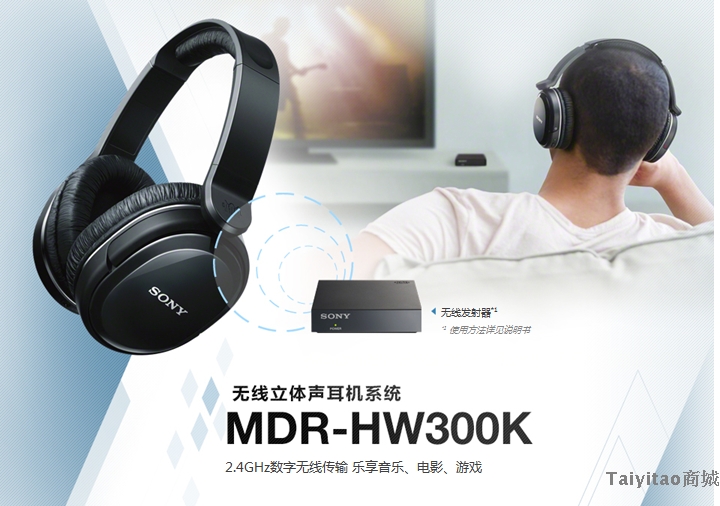 SONY
SONY
POWER
无线发射器*1
*1 使用方法详见说明书
无线立体声耳机系统
MDR-HW300K
2.4GHz数字无线传输 乐享音乐、电影、游戏
Taiyitao商城